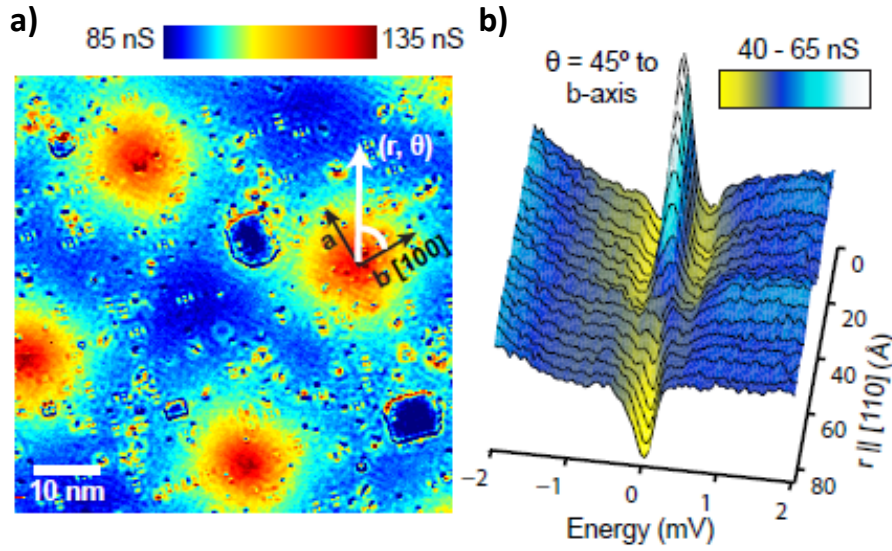 a)
85 nS
135 nS
(r, θ)
a
b [100]
10 nm
b)
θ = 45º to
b-axis
40 - 65 nS
0
20
40
60
80
r || [110] (Å)
−2
−1
0
1
2
Energy (mV)